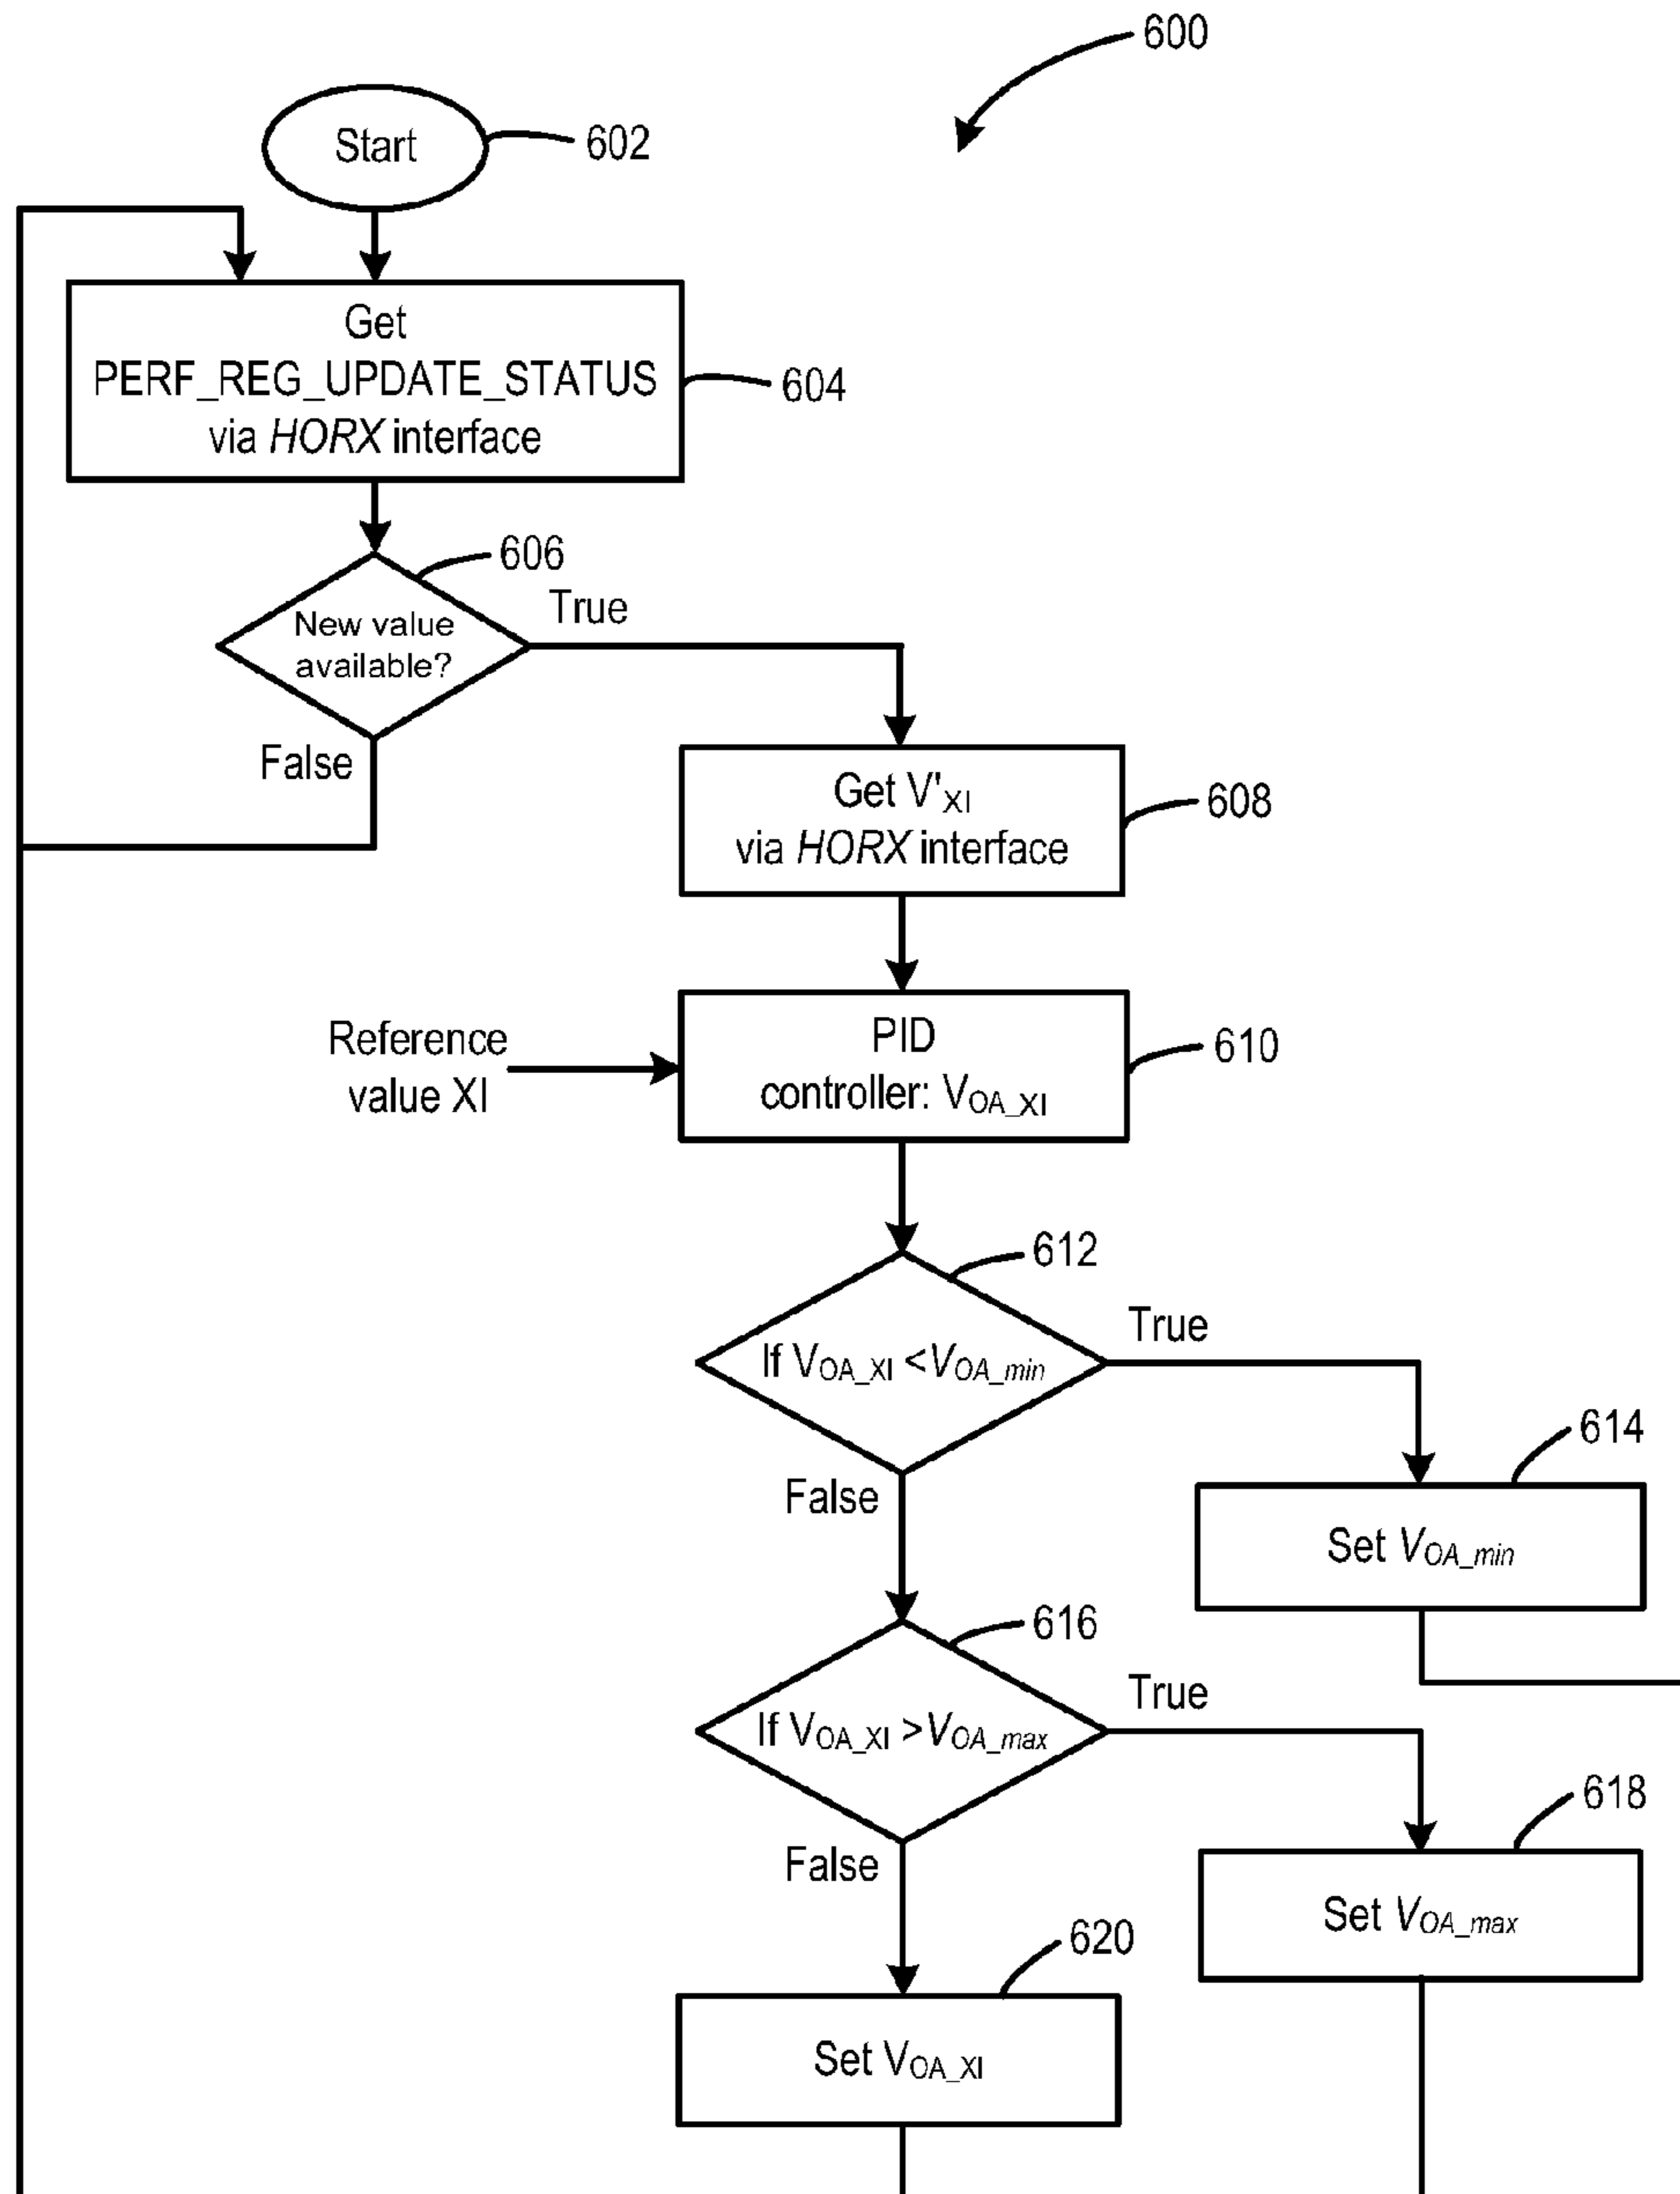 600
Start
602
Get
PERF_REG_UPDATE_STATUS
via HORX interface
604
606
New value
available?
True
False
Get V'XI
via HORX interface
608
Reference
value XI
PID
controller: VOA_XI
610
612
If VOA_XI <VOA_min
True
False
614
Set VOA_min
616
If VOA_XI >VOA_max
True
False
618
Set VOA_max
620
Set VOA_XI